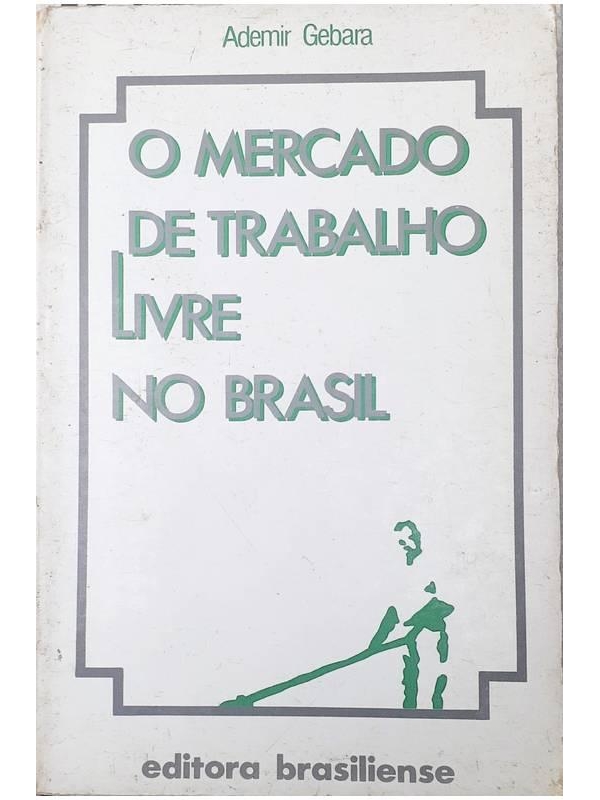 Ademir Gebara
O MERCADO
DE TRABALHO
LIVRE
NO BRASIL
editora brasiliense